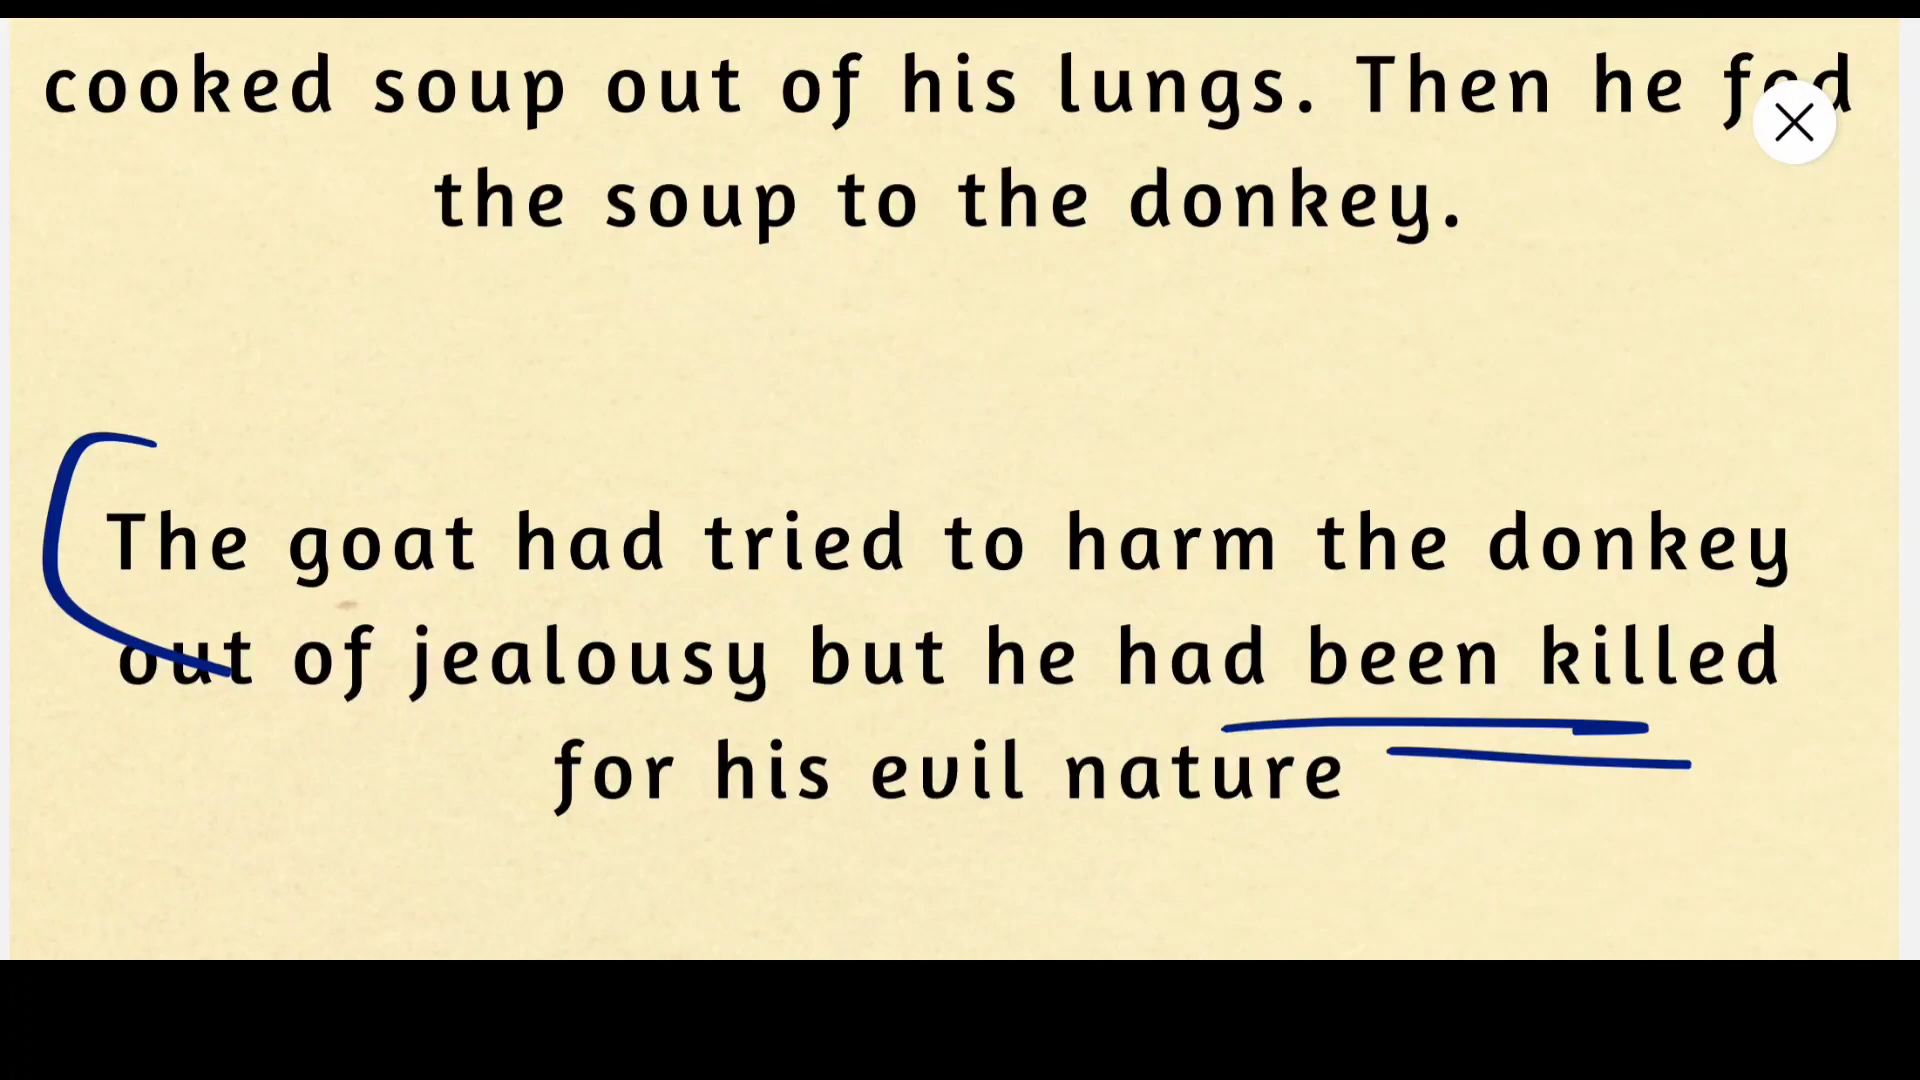 cooked soup out of his lungs. Then he fed
the soup to the donkey.
The goat had tried to harm the donkey
out of jealousy but he had been killed
for his evil nature